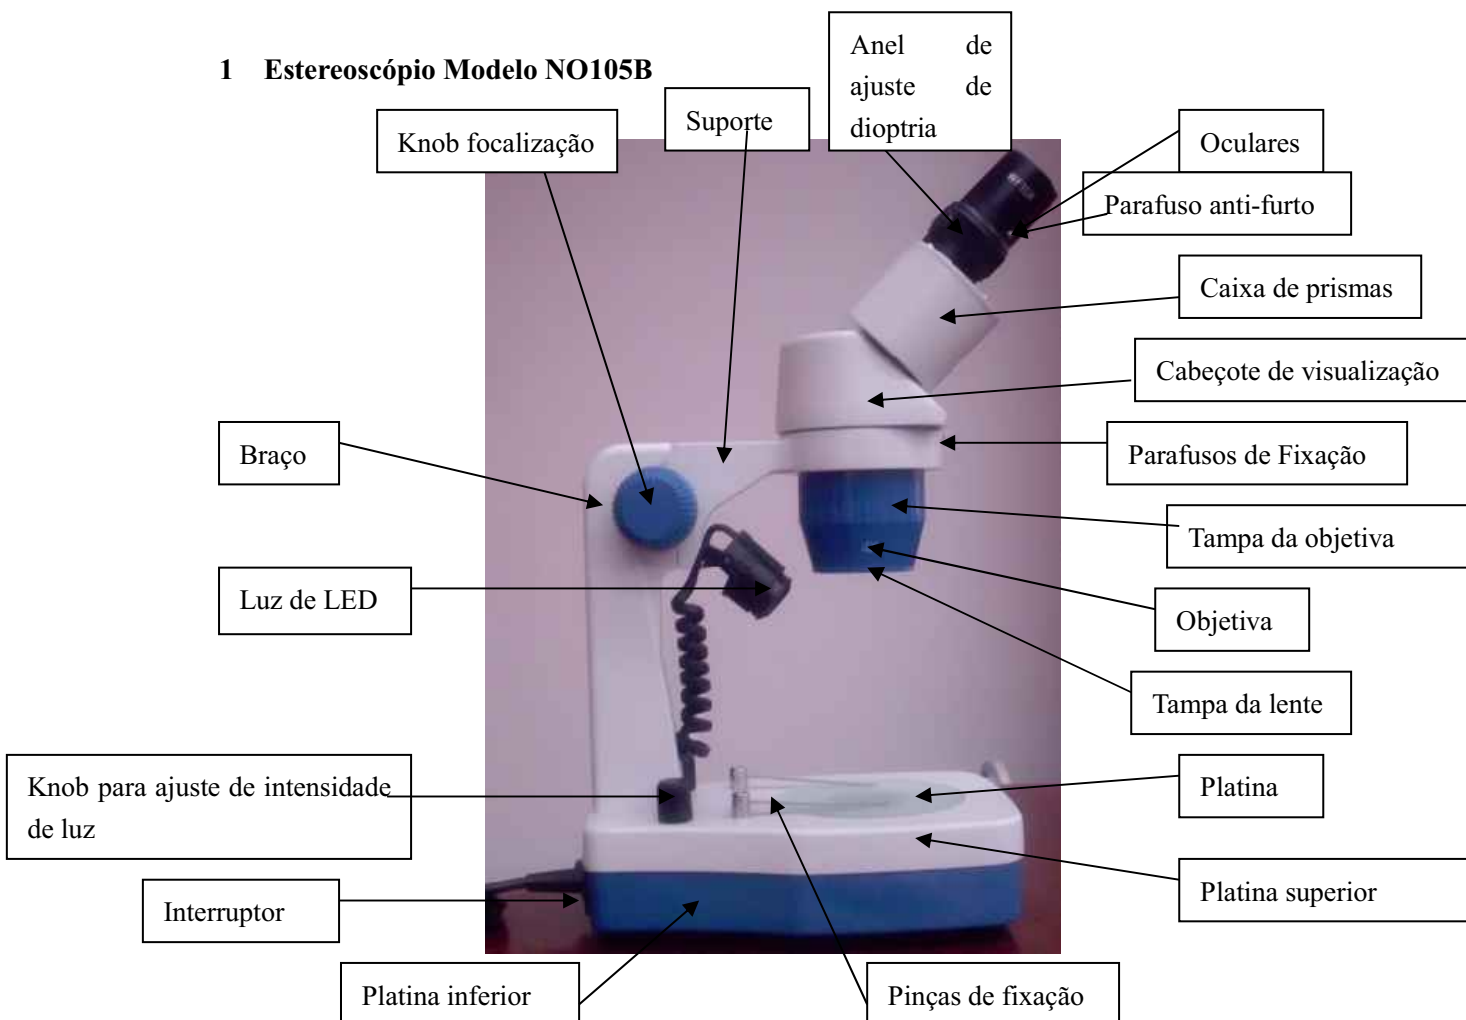 1 Estereoscópio Modelo NO105B
Anel de
ajuste de
dioptria
Knob focalização
Suporte
Oculares
Parafuso anti-furto
Caixa de prismas
Cabeçote de visualização
Braço
Parafusos de Fixação
Tampa da objetiva
Luz de LED
Objetiva
Tampa da lente
Knob para ajuste de intensidade
de luz
Platina
Platina superior
Interruptor
Platina inferior
Pinças de fixação